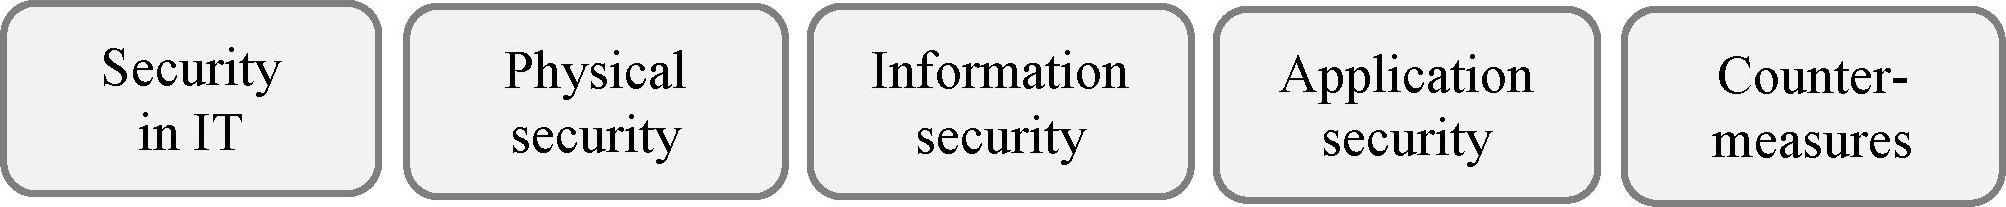 Security
in IT
Physical
security
Information
security
Application
security
Counter-
measures